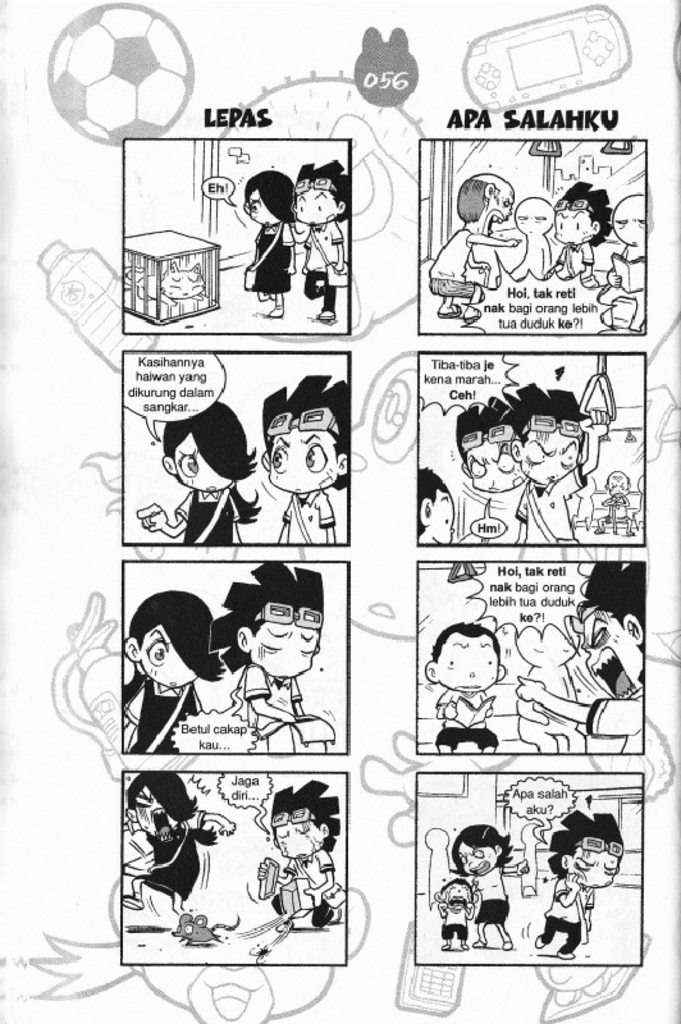 056
LEPAS
Eh!
Kasihannya
haiwan yang
dikurung dalam
sangkar...
Betul cakap
kau...
Jaga
diri...
APA SALAHKU
Hoi, tak reti
nak bagi orang lebih
tua duduk ke?!
Tiba-tiba je
kena marah...
Ceh!
Hm!
Hoi, tak reti
nak bagi orang
lebih tua duduk
ke?!
Apa salah
aku?